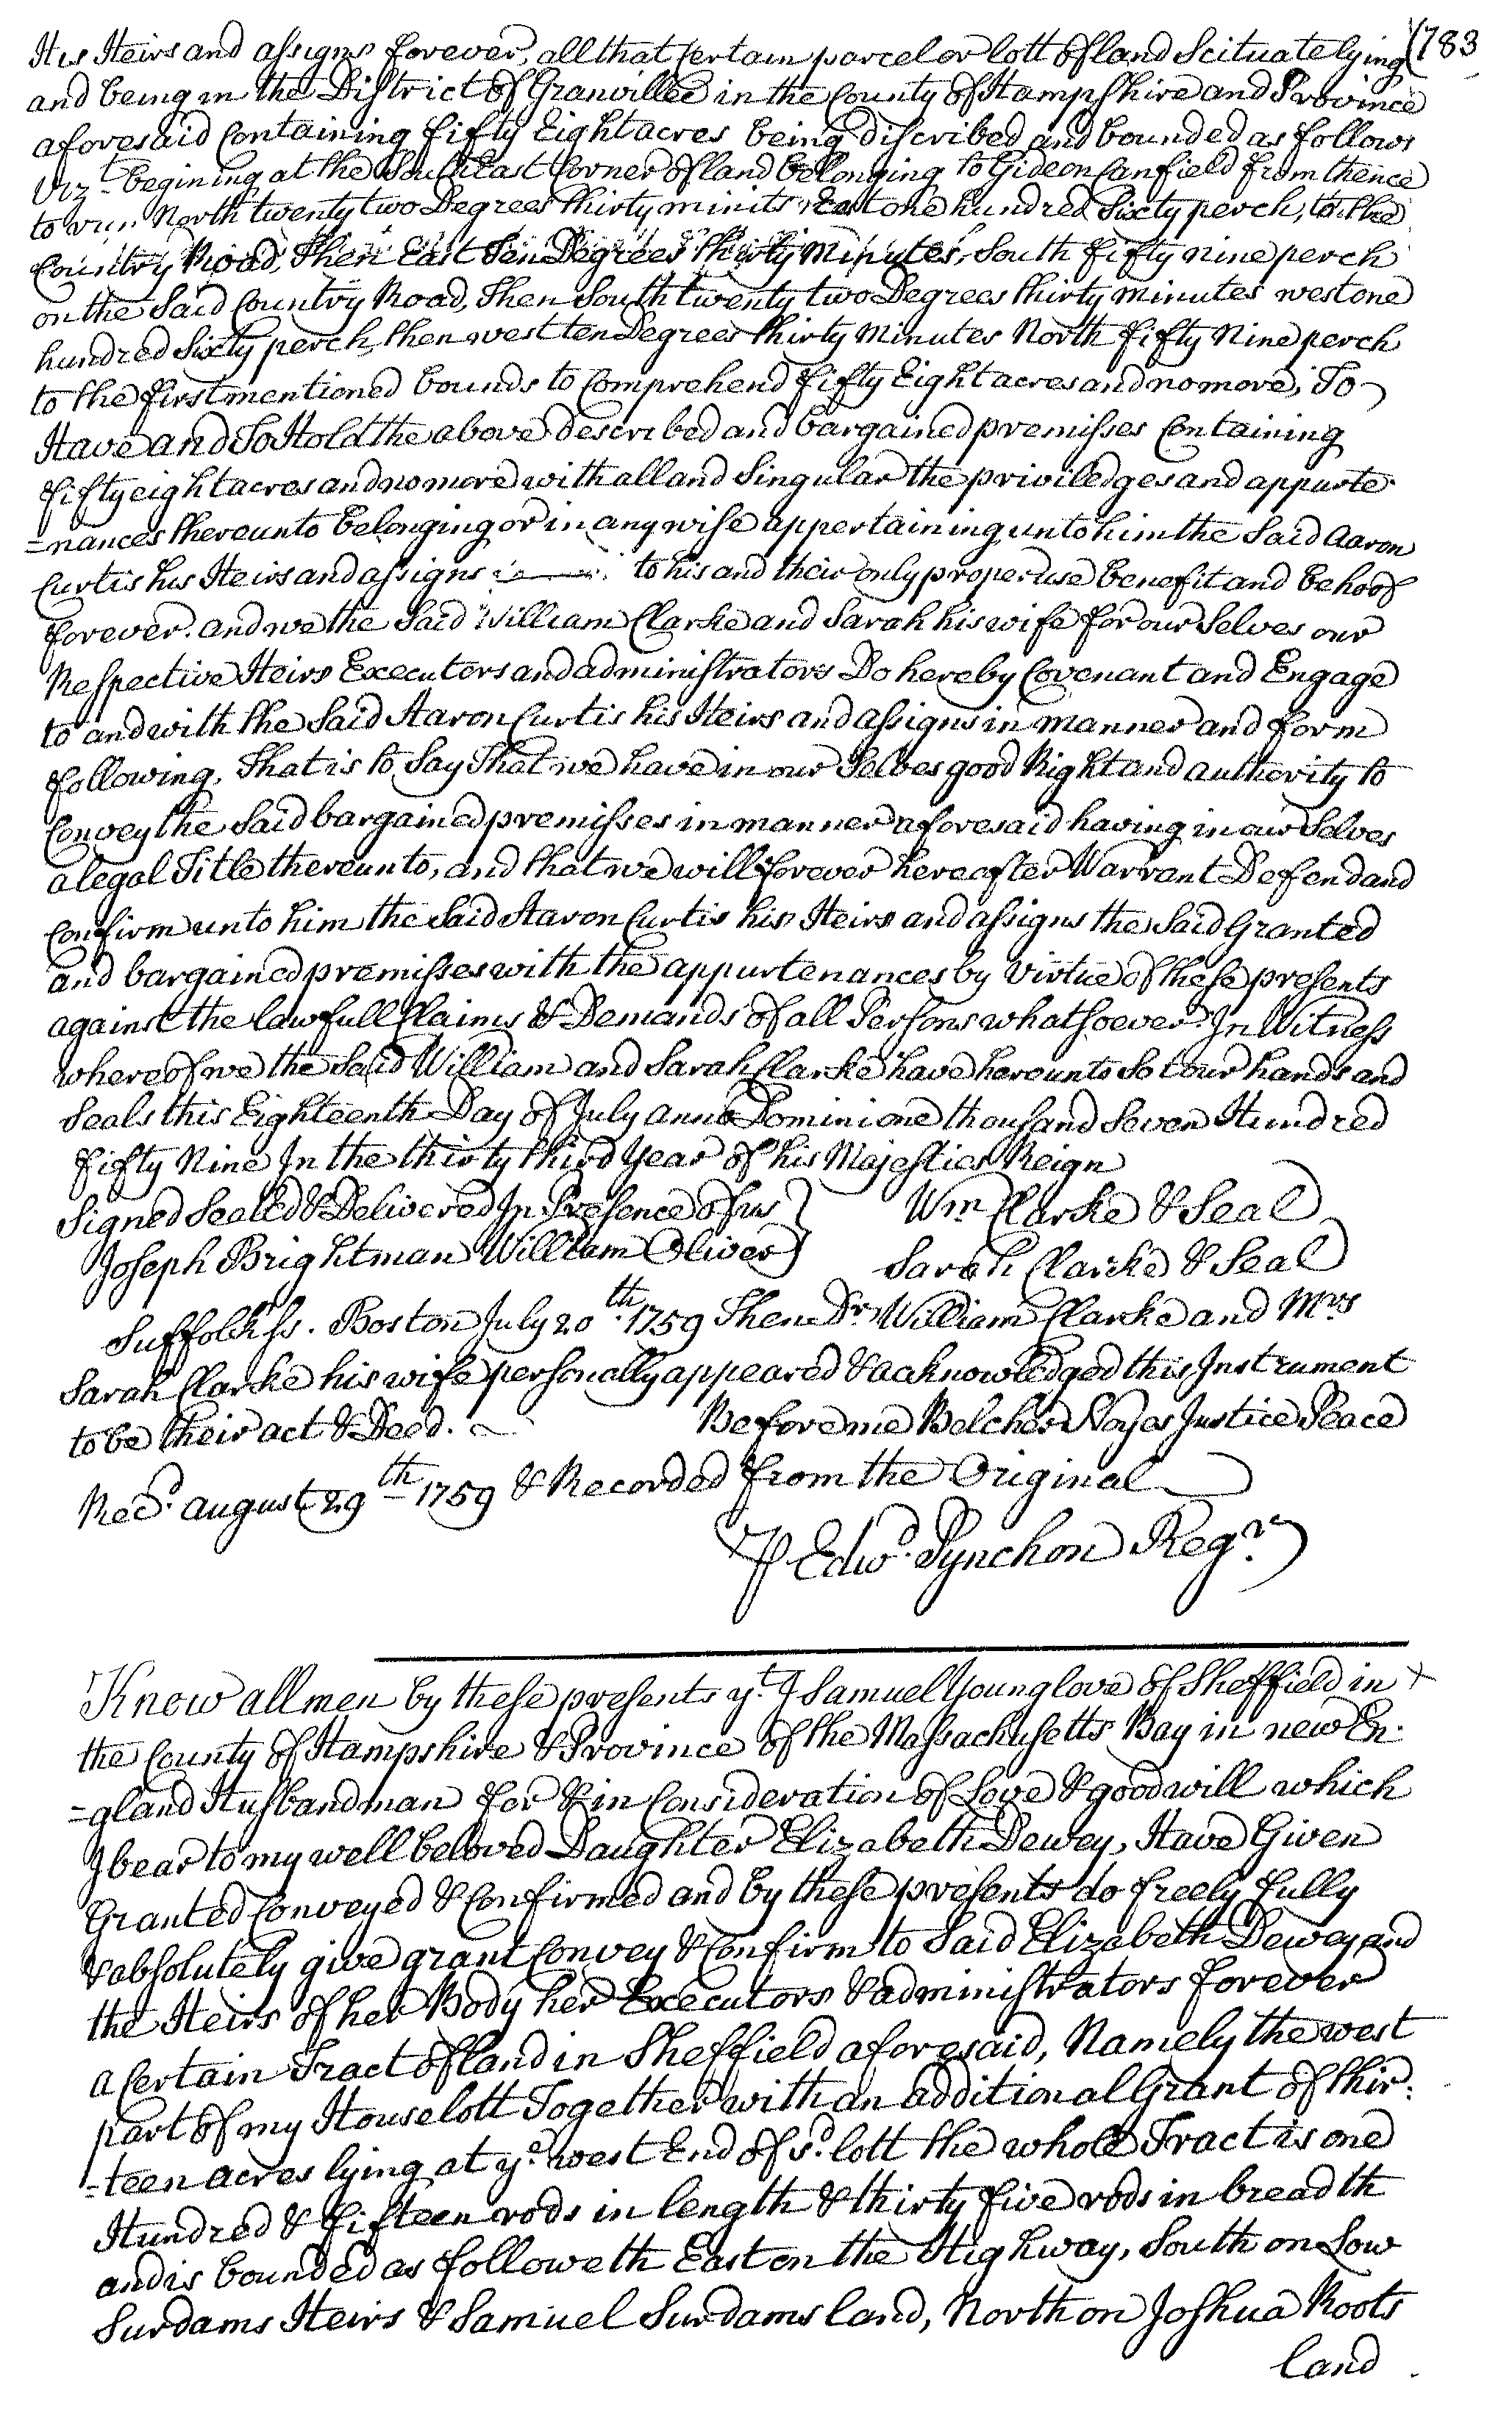 (783
His Heirs and assigns forever, all that Certain parcel or lott of land Scituate lying
and being in the District of Granville in the County of Hampshire and Province
aforesaid Containing fifty Eight acres being discribed and bounded as follows
Vizt begining at the South East Corner of land belonging to Gideon Canfield from thence
to run North twenty two Degrees thirty minits East one hundred Sixty perch, to the
Country Road, Then East Ten Degrees thirty Minutes, South fifty nine perch
on the Said Country Road, Then South twenty two Degrees thirty minutes west one
hundred Sixty perch, then west ten Degrees thirty Minutes North fifty Nine perch
to the first mentioned bounds to Comprehend fifty Eight acres and no more, To
Have and To Hold the above described and bargained premisses Containing
fifty eight acres and no more with all and Singular the priviledges and appurte-
=nances thereunto belonging or in any wise appertaining unto him the Said Aaron
Curtis his Heirs and assigns to his and their only proper use benefit and behoof
forever. and we the Said William Clarke and Sarah his wife for our Selves our
Respective Heirs Executors and administrators Do hereby Covenant and Engage
to and with the Said Aaron Curtis his Heirs and assigns in manner and form
following, That is to Say That we have in our Selves good Right and authority to
Convey the Said bargained premisses in manner aforesaid having in our Selves
a legal Title thereunto, and that we will forever hereafter Warrant Defend and
Confirm unto him the Said Aaron Curtis his Heirs and assigns the Said Granted
and bargained premisses with the appurtenances by Virtue of these presents
against the lawfull Claims & Demands of all Persons whatsoever. In Witness
whereof we the Said William and Sarah Clarke have hereunto Set our hands and
Seals this Eighteenth Day of July anno Domini one thousand Seven Hundred
fifty Nine In the thirty third Year of his Majesties Reign
Signed Sealed & Delivered In Presence of us } Wm Clarke & Seal
Joseph Brightman William Oliver } Sarah Clarke & Seal
Suffolk ss. Boston July 20th. 1759 Then Dr. William Clarke and Mrs
Sarah Clarke his wife personally appeared & acknowledged this Instrument
to be their act & Deed. Before me Belcher Noyes Justice Peace
Recd. august 29th 1759 & Recorded from the Original
P Edwd. Pynchon Regr.
Know all men by these presents yt. I Samuel Younglove of Sheffield in
the County of Hampshire & Province of the Massachusetts Bay in new En-
=gland Husbandman for & in Consideration of Love & good will which
I bear to my well beloved Daughter Elizabeth Dewey, Have Given
Granted Conveyed & Confirmed and by these presents do freely fully
& absolutely give grant Convey & Confirm to Said Elizabeth Dewey and
the Heirs of her Body her Executors & administrators forever
a Certain Tract of land in Sheffield aforesaid, Namely the west
part of my House lott Together with an additional Grant of thir-
=teen acres lying at ye. west End of sd. lott the whole Tract is one
Hundred & fifteen rods in length & thirty five rods in breadth
and is bounded as followeth East on the Highway, South on Low
Surdams Heirs & Samuel Surdams land, North on Joshua Roots
land